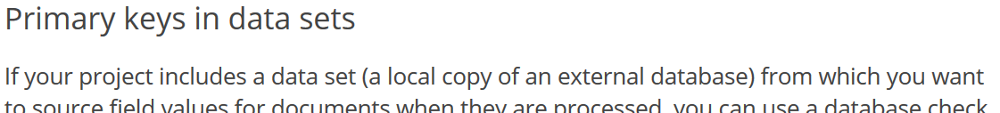 Primary keys in data sets
If your project includes a data set (a local copy of an external database) from which you want
to source field values for documents when they are processed, you can use a database check